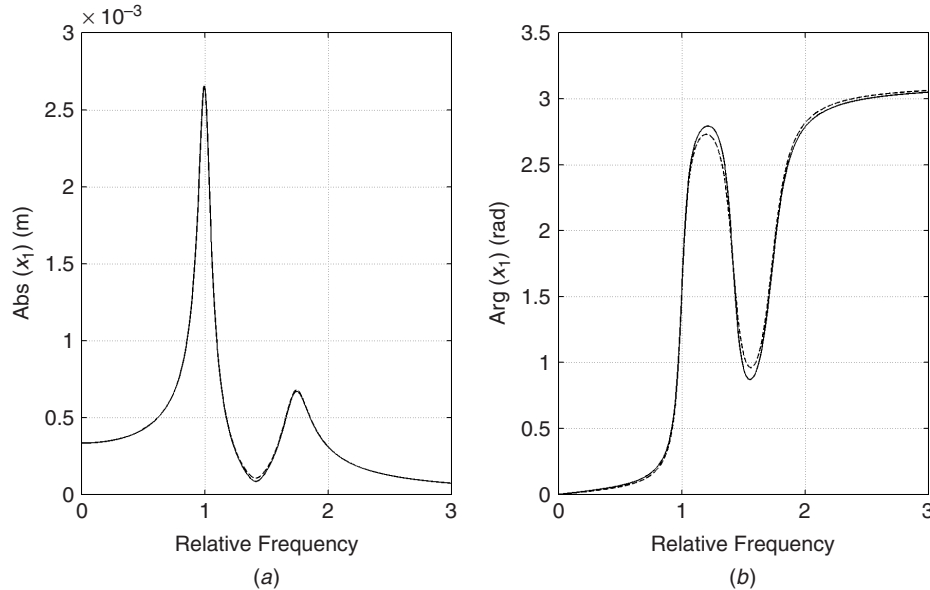 × 10⁻³
3
2.5
2
1.5
1
0.5
0
0 1 2 3
Abs (x₁) (m)
Relative Frequency
(a)
3.5
3
2.5
2
1.5
1
0.5
0
0 1 2 3
Arg (x₁) (rad)
Relative Frequency
(b)